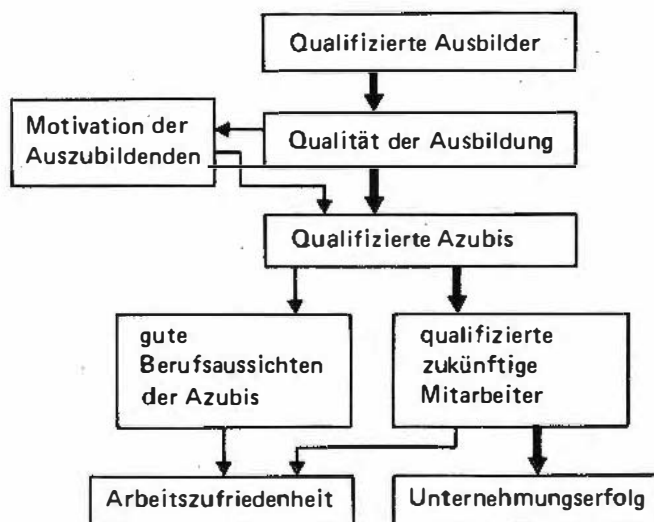 Qualifizierte Ausbilder
Motivation der
Auszubildenden
Qualität der Ausbildung
Qualifizierte Azubis
gute
Berufsaussichten
der Azubis
qualifizierte
zukünftige
Mitarbeiter
Arbeitszufriedenheit
Unternehmungserfolg